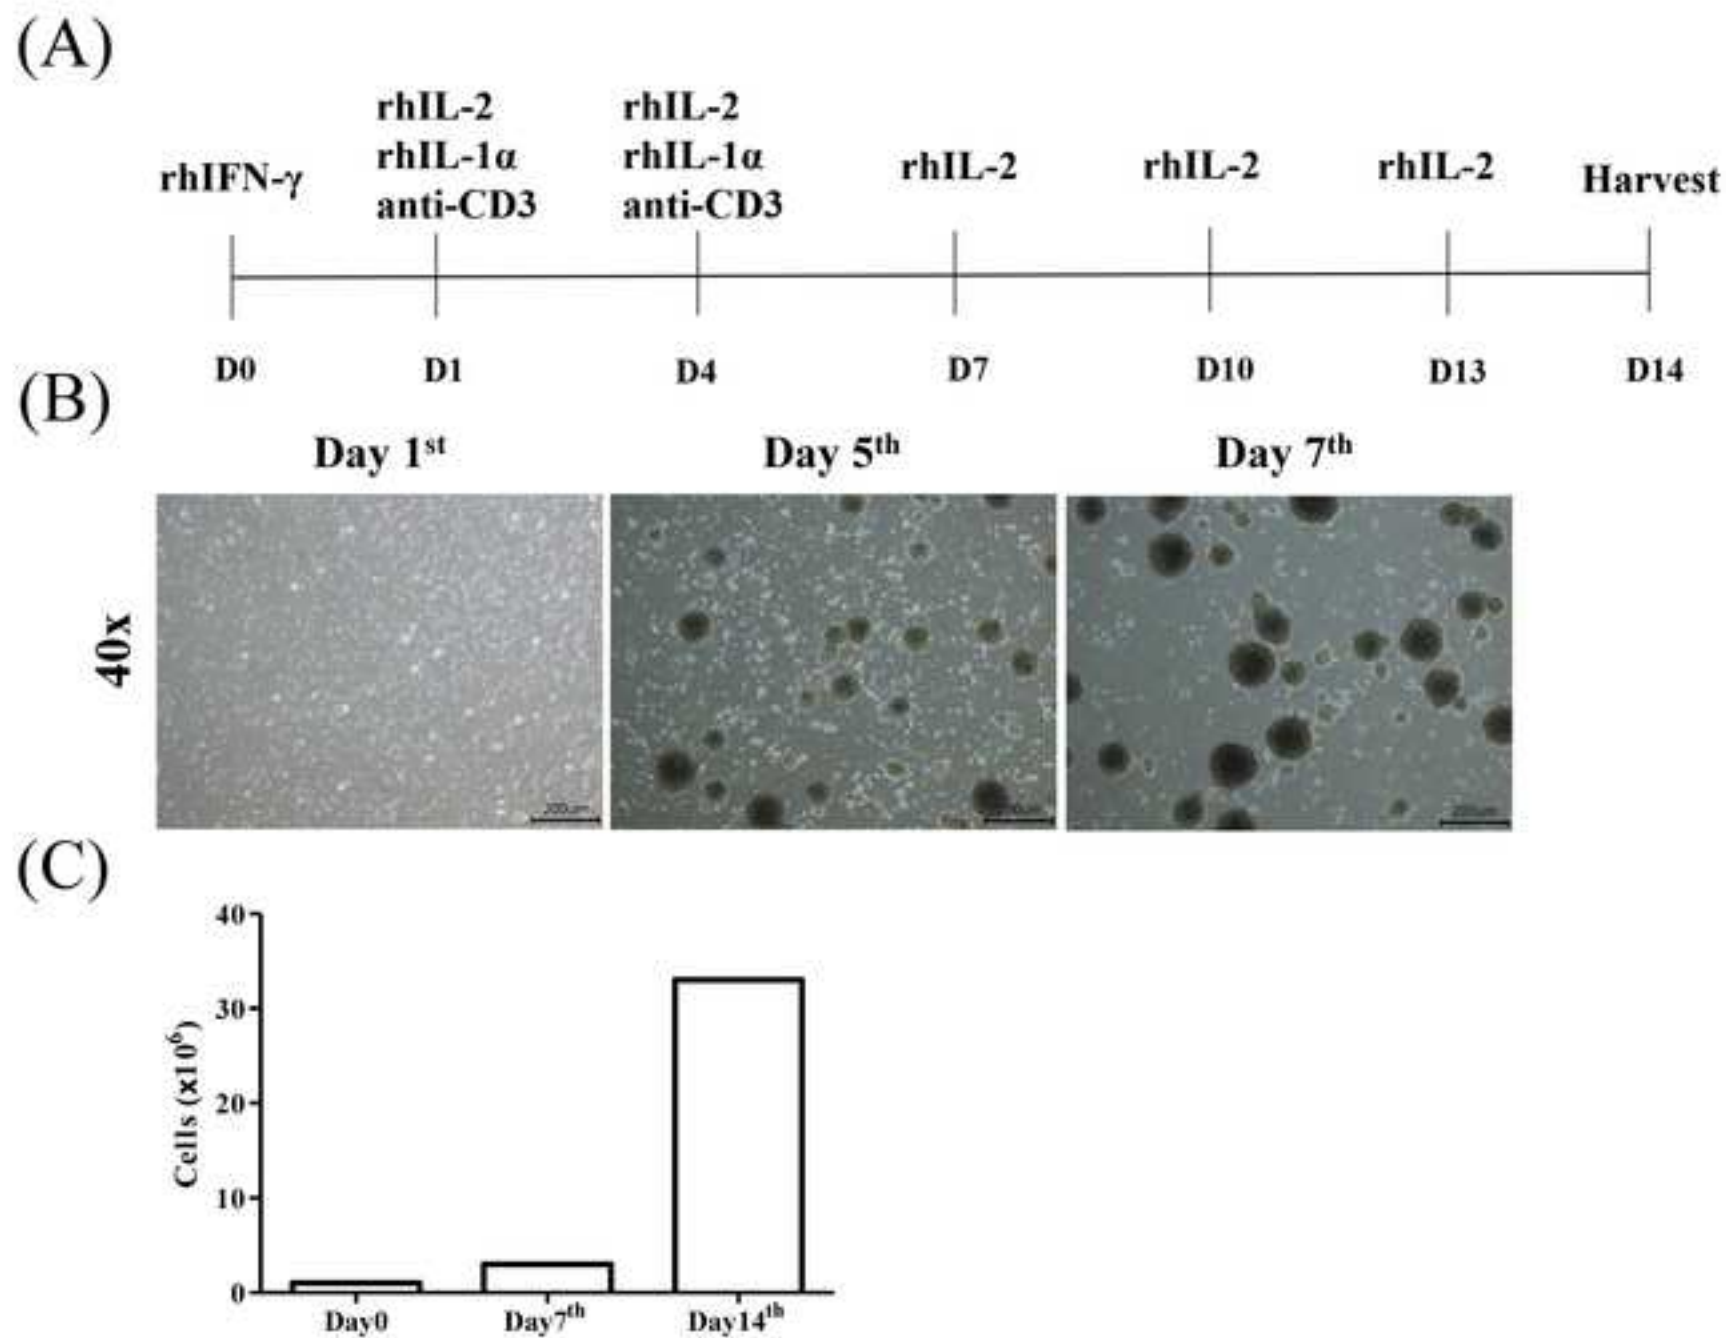 (A)
rhIFN-γ
rhIL-2
rhIL-1α
anti-CD3
rhIL-2
rhIL-1α
anti-CD3
rhIL-2
rhIL-2
rhIL-2
Harvest
D0 D1 D4 D7 D10 D13 D14
(B)
Day 1st Day 5th Day 7th
40x
200μm
(C)
Cells (x10⁶)
40
30
20
10
0
Day0 Day7th Day14th